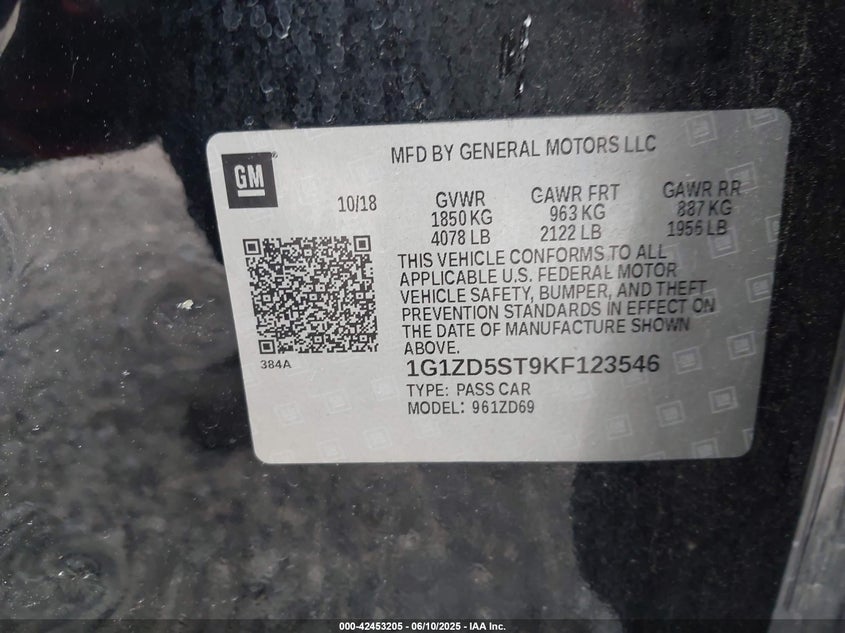 MFD BY GENERAL MOTORS LLC
GM
10/18
GVWR GAWR FRT GAWR RR
1850 KG 963 KG 887 KG
4078 LB 2122 LB 1956 LB
THIS VEHICLE CONFORMS TO ALL
APPLICABLE U.S. FEDERAL MOTOR
VEHICLE SAFETY, BUMPER, AND THEFT
PREVENTION STANDARDS IN EFFECT ON
THE DATE OF MANUFACTURE SHOWN
ABOVE.
384A
1G1ZD5ST9KF123546
TYPE: PASS CAR
MODEL: 961ZD69
000-42453205 - 06/10/2025 - IAA Inc.